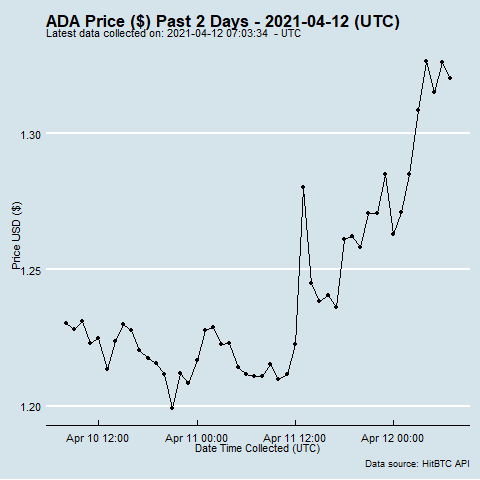 ADA Price ($) Past 2 Days - 2021-04-12 (UTC)
Latest data collected on: 2021-04-12 07:03:34 - UTC
1.30
Price USD ($)
1.25
1.20
Apr 10 12:00 Apr 11 00:00 Apr 11 12:00 Apr 12 00:00
Date Time Collected (UTC)
Data source: HitBTC API